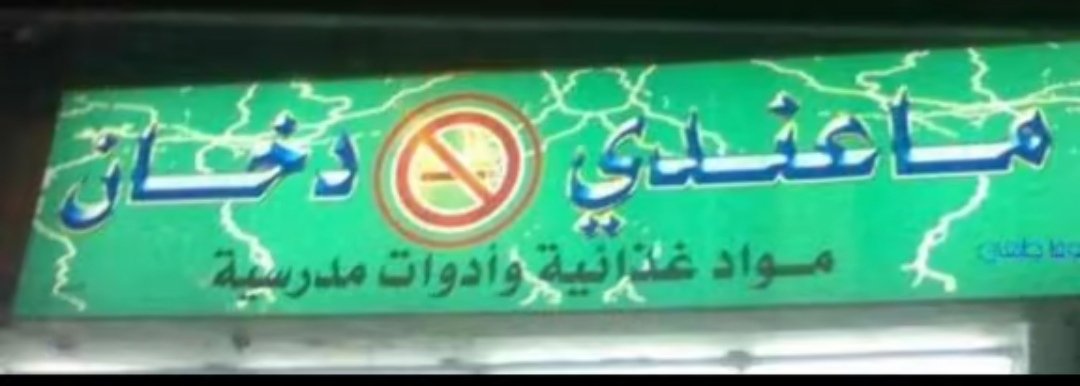 ماعندي دخان
مواد غذائية وأدوات مدرسية